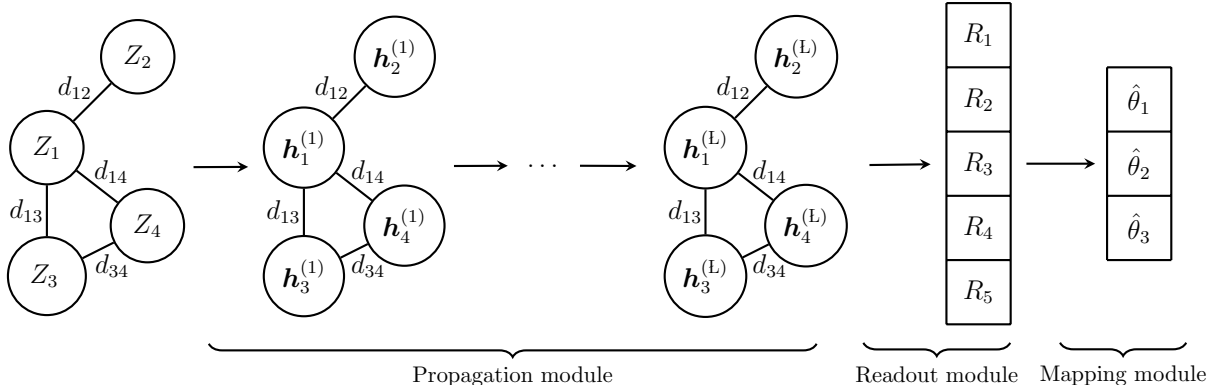 Z₂
d₁₂
Z₁
d₁₄
d₁₃
Z₄
Z₃
d₃₄
h₂⁽¹⁾
d₁₂
h₁⁽¹⁾
d₁₄
d₁₃
h₄⁽¹⁾
h₃⁽¹⁾
d₃₄
···
h₂⁽ᴸ̵⁾
d₁₂
h₁⁽ᴸ̵⁾
d₁₄
d₁₃
h₄⁽ᴸ̵⁾
h₃⁽ᴸ̵⁾
d₃₄
R₁
R₂
R₃
R₄
R₅
θ̂₁
θ̂₂
θ̂₃
Propagation module
Readout module
Mapping module